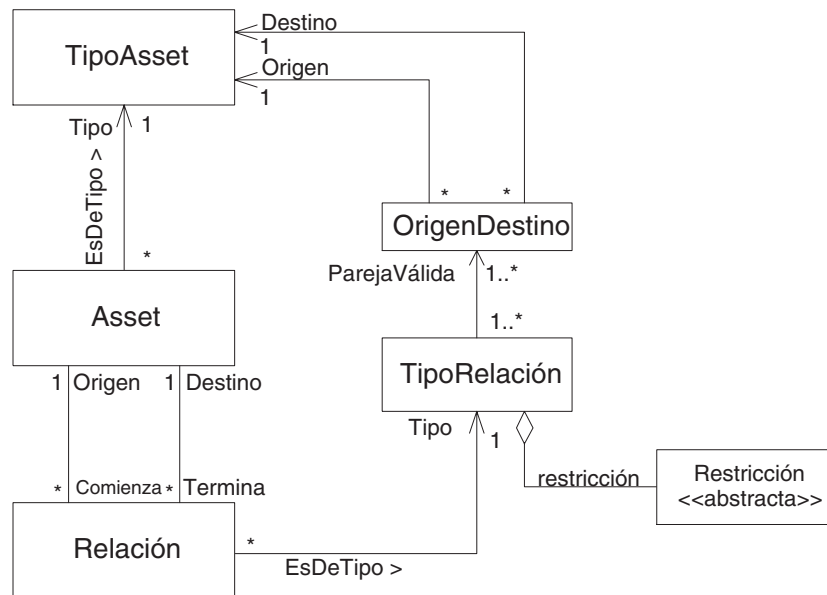 Destino
1
TipoAsset
Origen
1
Tipo
1
EsDeTipo >
*
*
*
OrigenDestino
ParejaVálida
1..*
Asset
1..*
1
Origen
1
Destino
TipoRelación
Tipo
1
restricción
Restricción
<<abstracta>>
*
Comienza
*
Termina
Relación
*
EsDeTipo >